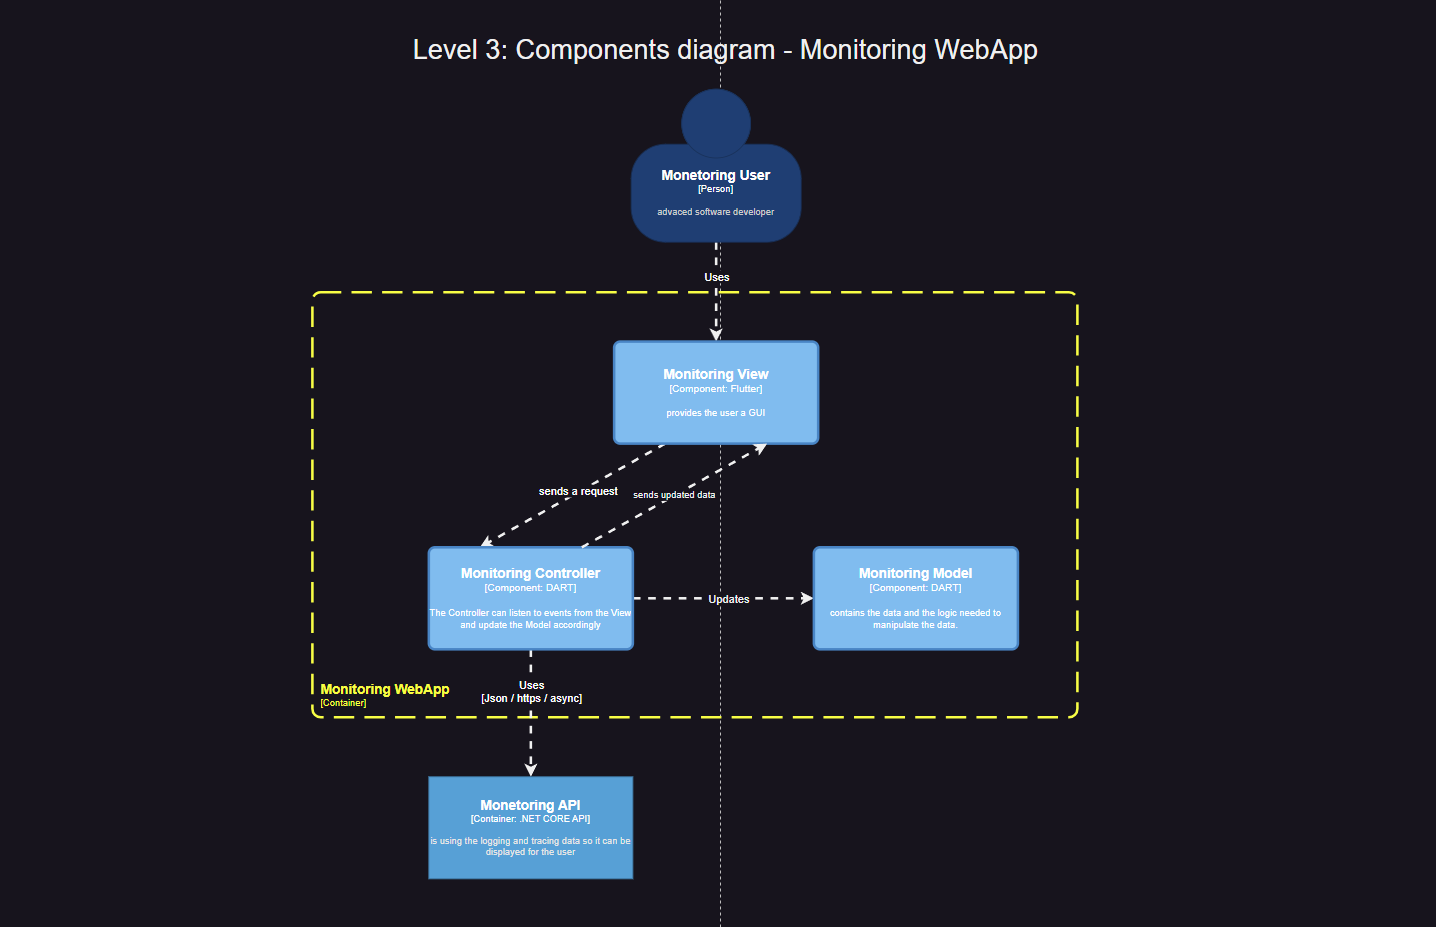 Level 3: Components diagram - Monitoring WebApp
Monetoring User
[Person]
advaced software developer
Uses
Monitoring View
[Component: Flutter]
provides the user a GUI
sends a request
sends updated data
Monitoring Controller
[Component: DART]
The Controller can listen to events from the View
and update the Model accordingly
Updates
Monitoring Model
[Component: DART]
contains the data and the logic needed to
manipulate the data.
Monitoring WebApp
[Container]
Uses
[Json / https / async]
Monetoring API
[Container: .NET CORE API]
is using the logging and tracing data so it can be
displayed for the user